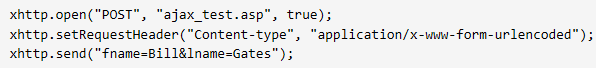 xhttp.open("POST", "ajax_test.asp", true);
xhttp.setRequestHeader("Content-type", "application/x-www-form-urlencoded");
xhttp.send("fname=Bill&lname=Gates");